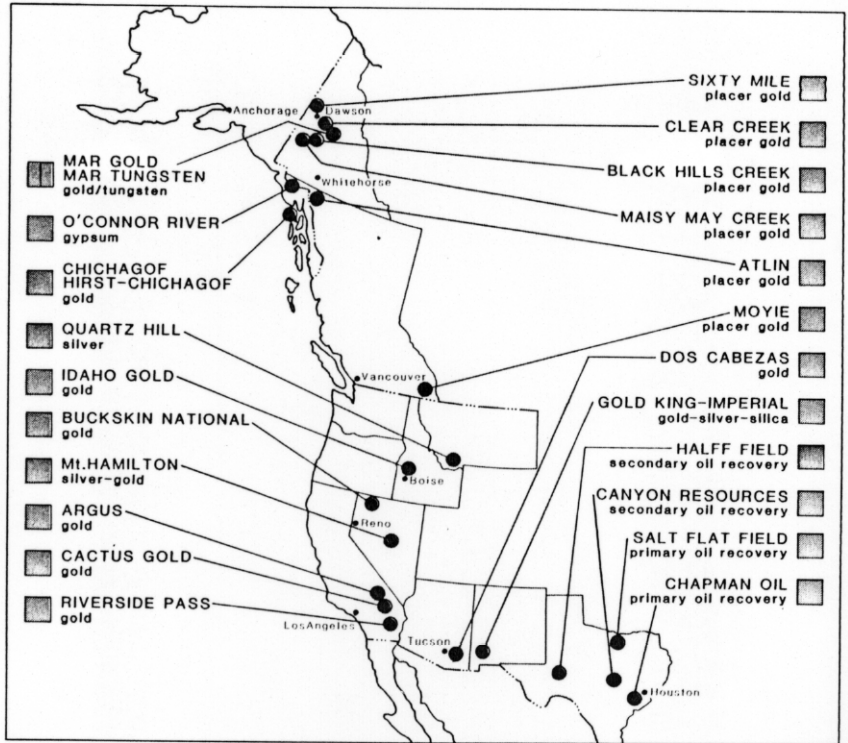 SIXTY MILE
placer gold
Anchorage
Dawson
CLEAR CREEK
placer gold
MAR GOLD
MAR TUNGSTEN
gold/tungsten
BLACK HILLS CREEK
placer gold
Whitehorse
O'CONNOR RIVER
gypsum
MAISY MAY CREEK
placer gold
CHICHAGOF
HIRST-CHICHAGOF
gold
ATLIN
placer gold
QUARTZ HILL
silver
MOYIE
placer gold
Vancouver
DOS CABEZAS
gold
IDAHO GOLD
gold
GOLD KING-IMPERIAL
gold-silver-silica
BUCKSKIN NATIONAL
gold
HALFF FIELD
secondary oil recovery
Mt.HAMILTON
silver-gold
Boise
CANYON RESOURCES
secondary oil recovery
ARGUS
gold
Reno
SALT FLAT FIELD
primary oil recovery
CACTUS GOLD
gold
CHAPMAN OIL
primary oil recovery
RIVERSIDE PASS
gold
LosAngeles
Tucson
Houston